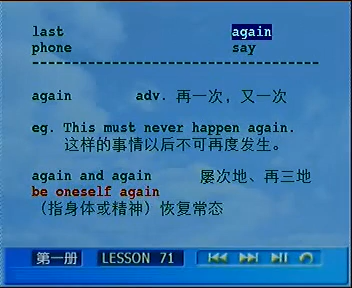 last again
phone say
again adv. 再一次，又一次
eg. This must never happen again.
这样的事情以后不可再度发生。
again and again 屡次地、再三地
be oneself again
（指身体或精神）恢复常态
第一册 LESSON 71